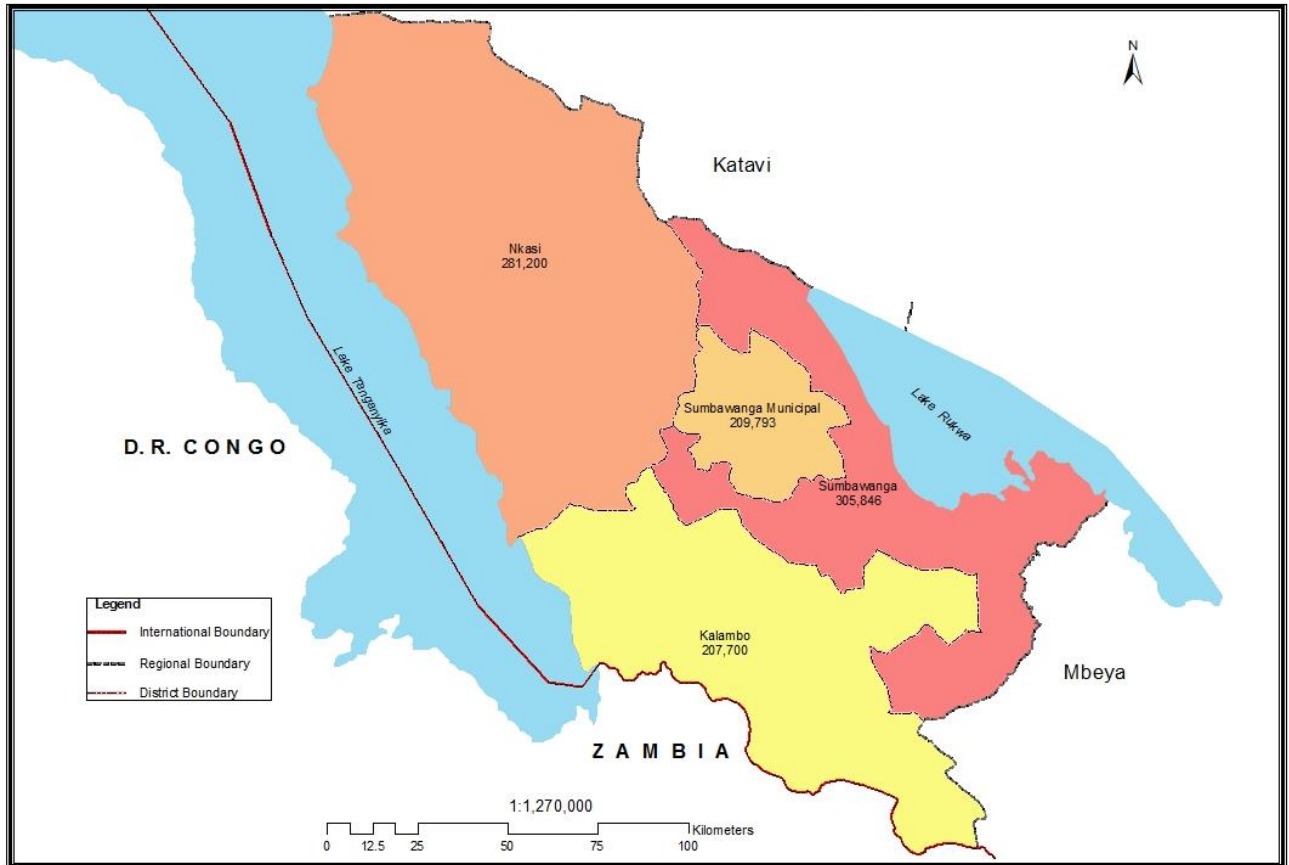 N
Katavi
Nkasi
281,200
Lake Tanganyika
Sumbawanga Municipal
209,793
Lake Rukwa
D. R. CONGO
Sumbawanga
305,846
Legend
International Boundary
Regional Boundary
District Boundary
Kalambo
207,700
Mbeya
ZAMBIA
1:1,270,000
Kilometers
0 12.5 25 50 75 100